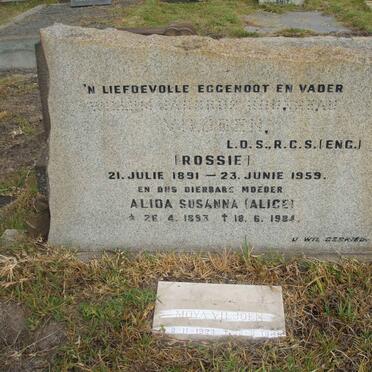 'N LIEFDEVOLLE EGGENOOT EN VADER
VILJOEN.
L.D.S., R.C.S. (ENG.)
(ROSSIE)
21. JULIE 1891 — 23. JUNIE 1959.
EN ONS DIERBARE MOEDER
ALIDA SUSANNA (ALICE)
* 26. 4. 1893 † 18. 6. 1984
U WIL GESKIED.
MOYA VILJOEN